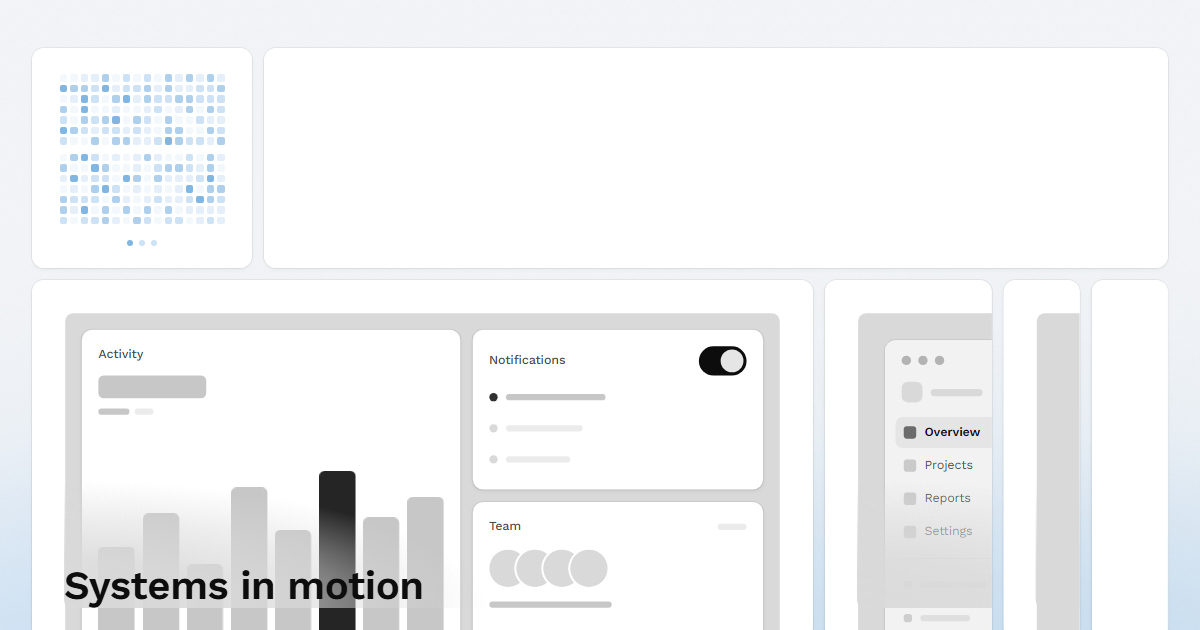 Activity
Notifications
Overview
Projects
Reports
Settings
Team
Systems in motion